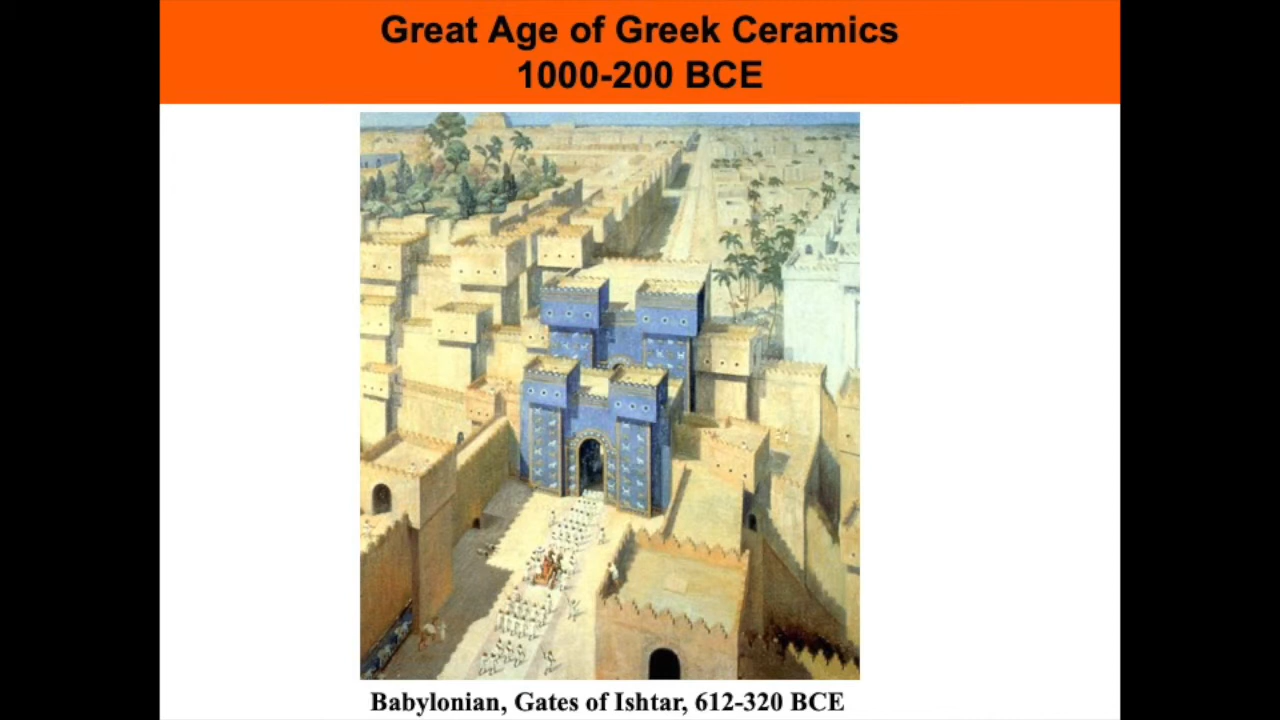 Great Age of Greek Ceramics
1000-200 BCE
Babylonian, Gates of Ishtar, 612-320 BCE